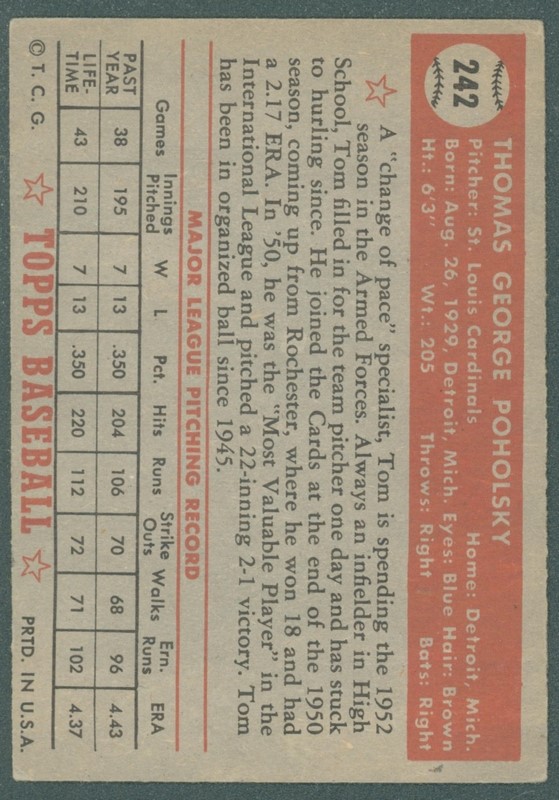 242
THOMAS GEORGE POHOLSKY
Pitcher: St. Louis Cardinals Home: Detroit, Mich.
Born: Aug. 26, 1929, Detroit, Mich. Eyes: Blue Hair: Brown
Ht.: 6'3" Wt.: 205 Throws: Right Bats: Right
A "change of pace" specialist, Tom is spending the 1952
season in the Armed Forces. Always an infielder in High
School, Tom filled in for the team pitcher one day and has stuck
to hurling since. He joined the Cards at the end of the 1950
season, coming up from Rochester, where he won 18 and had
a 2.17 ERA. In '50, he was the "Most Valuable Player" in the
International League and pitched a 22-inning 2-1 victory. Tom
has been in organized ball since 1945.
MAJOR LEAGUE PITCHING RECORD
Games Innings Pitched W L Pct. Hits Runs Strike Outs Walks Ern. Runs ERA
PAST YEAR 38 195 7 13 .350 204 106 70 68 96 4.43
LIFE-TIME 43 210 7 13 .350 220 112 72 71 102 4.37
© T. C. G. TOPPS BASEBALL PRTD. IN U.S.A.